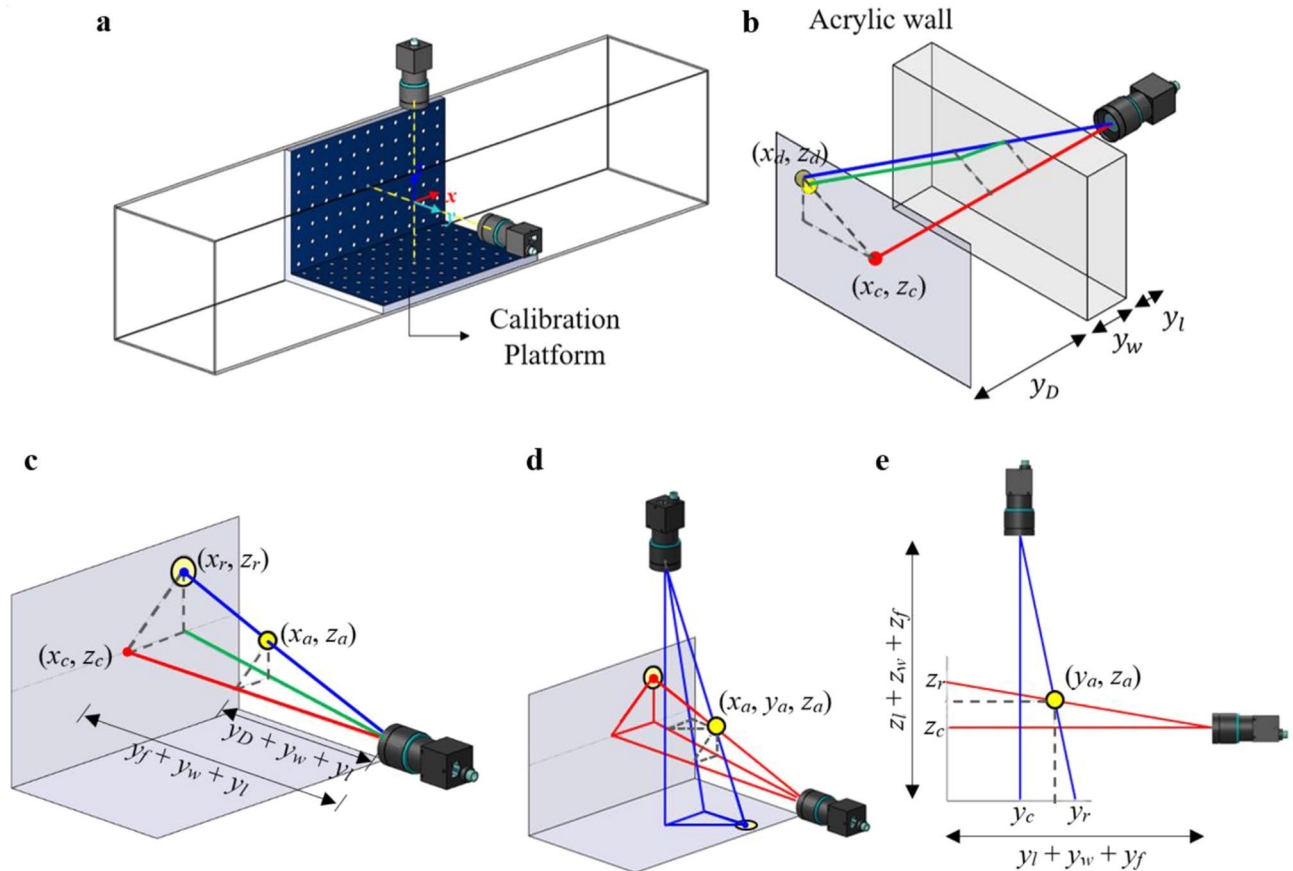 a
x
y
Calibration
Platform
b
Acrylic wall
(x_d, z_d)
(x_c, z_c)
y_D
y_w
y_l
c
(x_r, z_r)
(x_a, z_a)
(x_c, z_c)
y_D + y_w + y_l
y_f + y_w + y_l
d
(x_a, y_a, z_a)
e
z_l + z_w + z_f
z_r
z_c
(y_a, z_a)
y_c
y_r
y_l + y_w + y_f